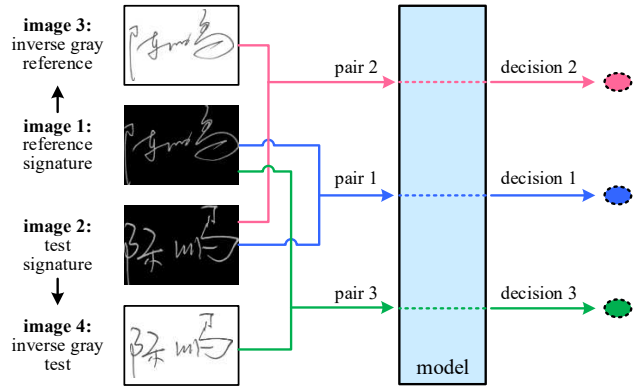 image 3:
inverse gray
reference
image 1:
reference
signature
image 2:
test
signature
image 4:
inverse gray
test
pair 2
pair 1
pair 3
model
decision 2
decision 1
decision 3